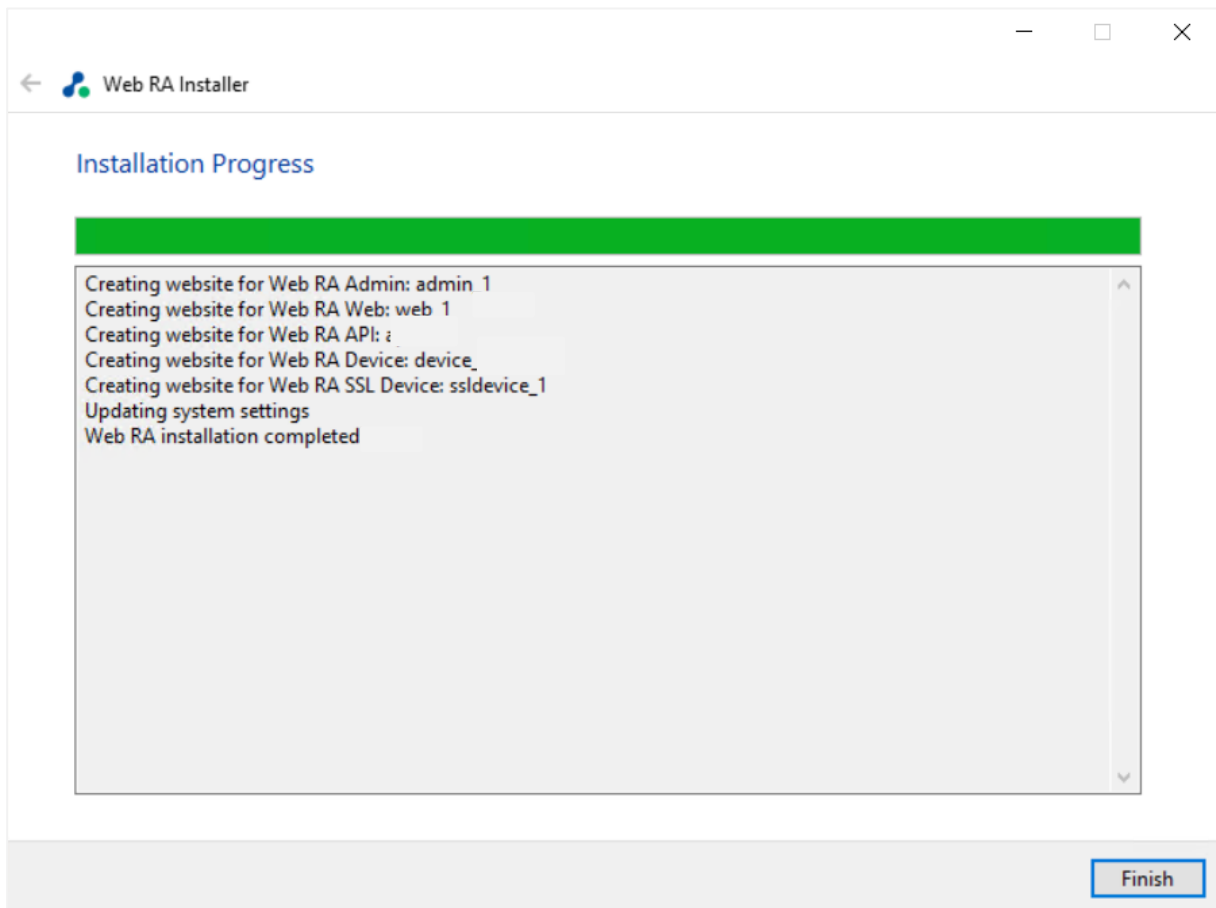 Web RA Installer
Installation Progress
Creating website for Web RA Admin: admin_1
Creating website for Web RA Web: web_1
Creating website for Web RA API:
Creating website for Web RA Device: device_
Creating website for Web RA SSL Device: ssldevice_1
Updating system settings
Web RA installation completed
Finish